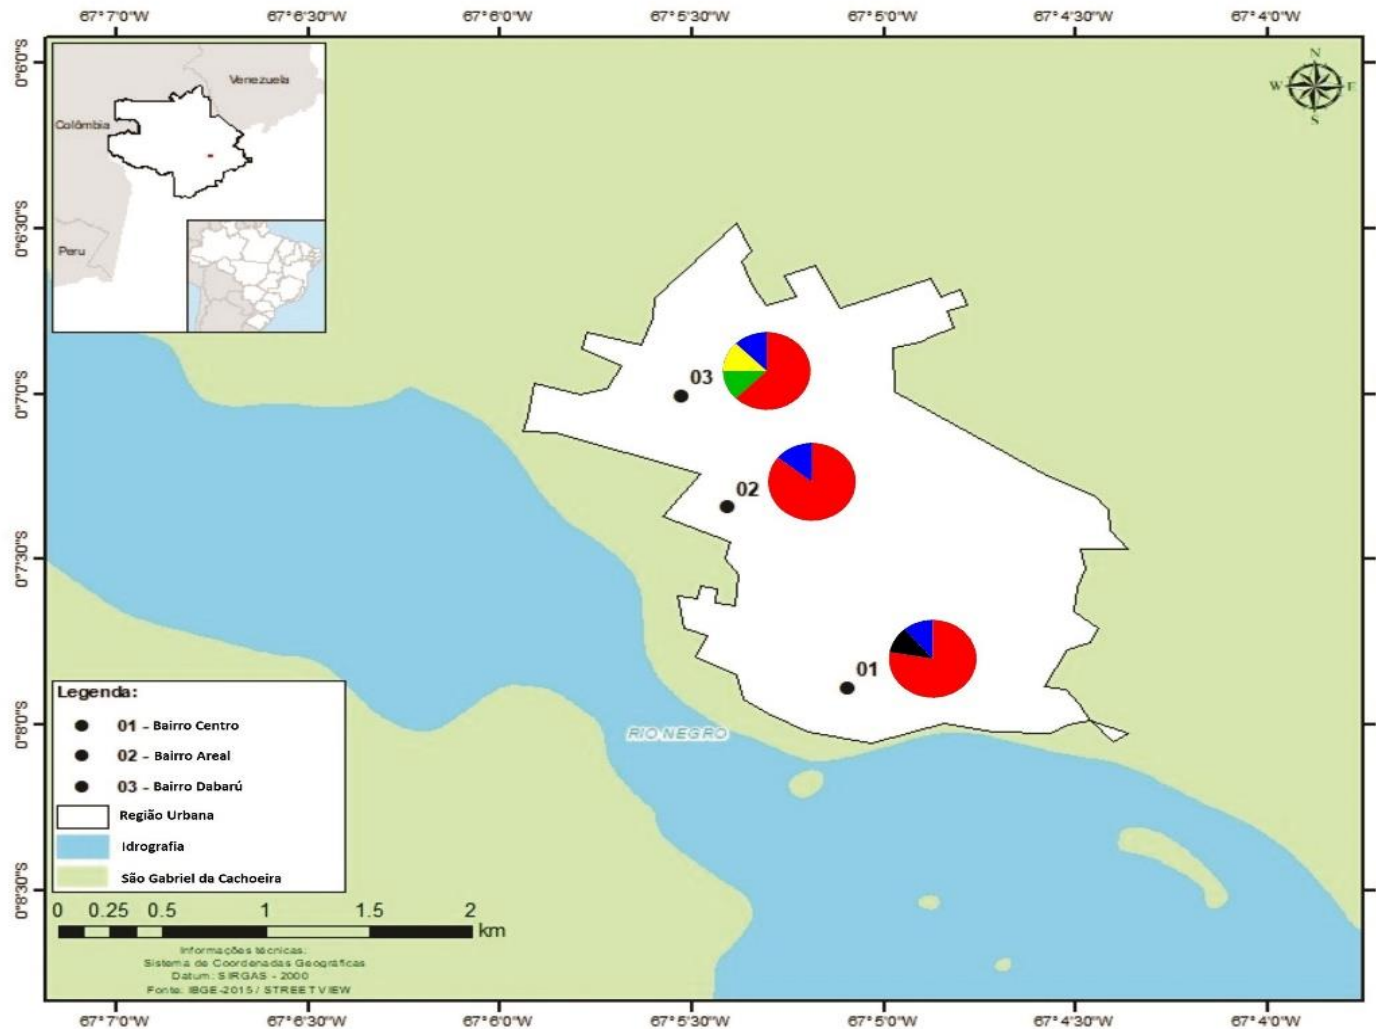 67°7'0"W 67°6'30"W 67°6'0"W 67°5'30"W 67°5'0"W 67°4'30"W 67°4'0"W
0°6'0"S
0°6'30"S
0°7'0"S
0°7'30"S
0°8'0"S
0°8'30"S
Venezuela
Colômbia
Peru
N
W E
S
03
02
01
RIO NEGRO
Legenda:
01 - Bairro Centro
02 - Bairro Areal
03 - Bairro Dabarú
Região Urbana
Idrografia
São Gabriel da Cachoeira
0 0.25 0.5 1 1.5 2
km
Informações técnicas:
Sistema de Coordenadas Geográficas
Datum: SIRGAS - 2000
Fonte: IBGE-2015 / STREET VIEW
67°7'0"W 67°6'30"W 67°6'0"W 67°5'30"W 67°5'0"W 67°4'30"W 67°4'0"W